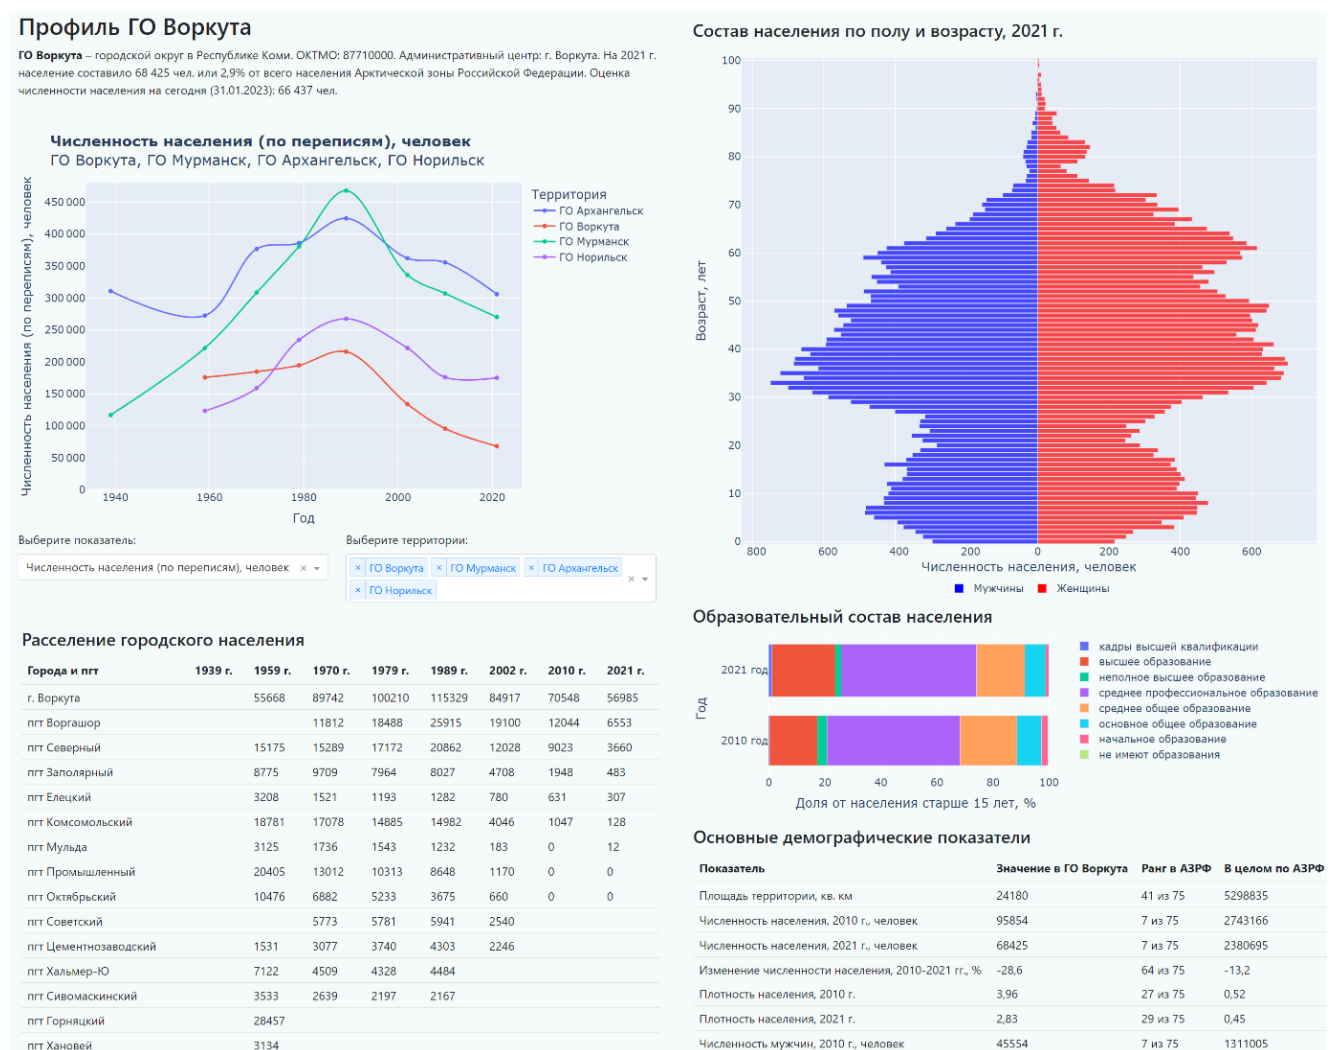 Профиль ГО Воркута
ГО Воркута – городской округ в Республике Коми. ОКТМО: 87710000. Административный центр: г. Воркута. На 2021 г.
население составило 68 425 чел. или 2,9% от всего населения Арктической зоны Российской Федерации. Оценка
численности населения на сегодня (31.01.2023): 66 437 чел.
Численность населения (по переписям), человек
ГО Воркута, ГО Мурманск, ГО Архангельск, ГО Норильск
Численность населения (по переписям), человек
450 000
400 000
350 000
300 000
250 000
200 000
150 000
100 000
50 000
0
1940 1960 1980 2000 2020
Год
Территория
ГО Архангельск
ГО Воркута
ГО Мурманск
ГО Норильск
Выберите показатель:
Численность населения (по переписям), человек × 
Выберите территории:
× ГО Воркута × ГО Мурманск × ГО Архангельск
× ГО Норильск
×
Расселение городского населения
Города и пгт 1939 г. 1959 г. 1970 г. 1979 г. 1989 г. 2002 г. 2010 г. 2021 г.
г. Воркута 55668 89742 100210 115329 84917 70548 56985
пгт Воргашор 11812 18488 25915 19100 12044 6553
пгт Северный 15175 15289 17172 20862 12028 9023 3660
пгт Заполярный 8775 9709 7964 8027 4708 1948 483
пгт Елецкий 3208 1521 1193 1282 780 631 307
пгт Комсомольский 18781 17078 14885 14982 4046 1047 128
пгт Мульда 3125 1736 1543 1232 183 0 12
пгт Промышленный 20405 13012 10313 8648 1170 0 0
пгт Октябрьский 10476 6882 5233 3675 660 0 0
пгт Советский 5773 5781 5941 2540
пгт Цементнозаводский 1531 3077 3740 4303 2246
пгт Хальмер-Ю 7122 4509 4328 4484
пгт Сивомаскинский 3533 2639 2197 2167
пгт Горняцкий 28457
пгт Хановей 3134
Состав населения по полу и возрасту, 2021 г.
Возраст, лет
100
90
80
70
60
50
40
30
20
10
0
800 600 400 200 0 200 400 600
Численность населения, человек
Мужчины Женщины
Образовательный состав населения
Год
2021 год
2010 год
0 20 40 60 80 100
Доля от населения старше 15 лет, %
кадры высшей квалификации
высшее образование
неполное высшее образование
среднее профессиональное образование
среднее общее образование
основное общее образование
начальное образование
не имеют образования
Основные демографические показатели
Показатель Значение в ГО Воркута Ранг в АЗРФ В целом по АЗРФ
Площадь территории, кв. км 24180 41 из 75 5298835
Численность населения, 2010 г., человек 95854 7 из 75 2743166
Численность населения, 2021 г., человек 68425 7 из 75 2380695
Изменение численности населения, 2010-2021 гг., % -28,6 64 из 75 -13,2
Плотность населения, 2010 г. 3,96 27 из 75 0,52
Плотность населения, 2021 г. 2,83 29 из 75 0,45
Численность мужчин, 2010 г., человек 45554 7 из 75 1311005